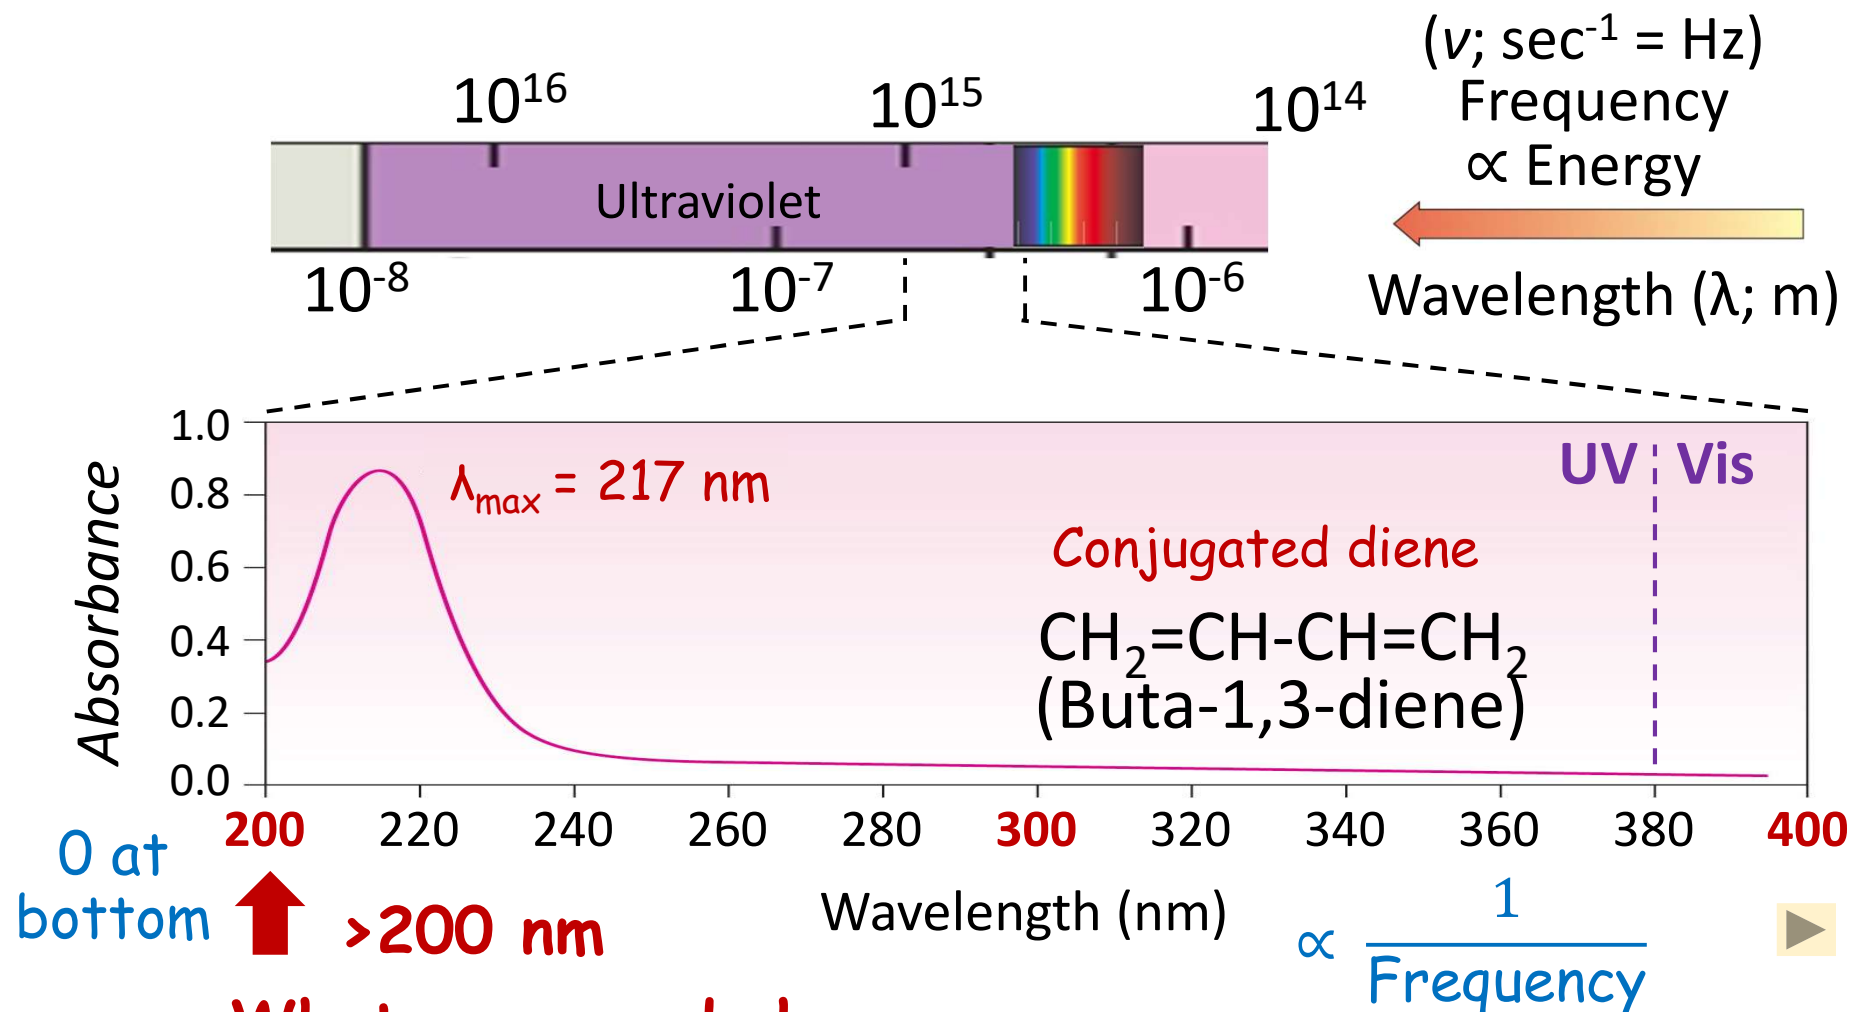 (ν; sec⁻¹ = Hz)
10¹⁶ 10¹⁵ 10¹⁴ Frequency
∝ Energy
Ultraviolet
10⁻⁸ 10⁻⁷ 10⁻⁶ Wavelength (λ; m)
1.0
0.8
0.6
0.4
0.2
0.0
Absorbance
λmax = 217 nm
UV Vis
Conjugated diene
CH₂=CH-CH=CH₂
(Buta-1,3-diene)
200 220 240 260 280 300 320 340 360 380 400
0 at
bottom
>200 nm
Wavelength (nm)
∝ 1
Frequency